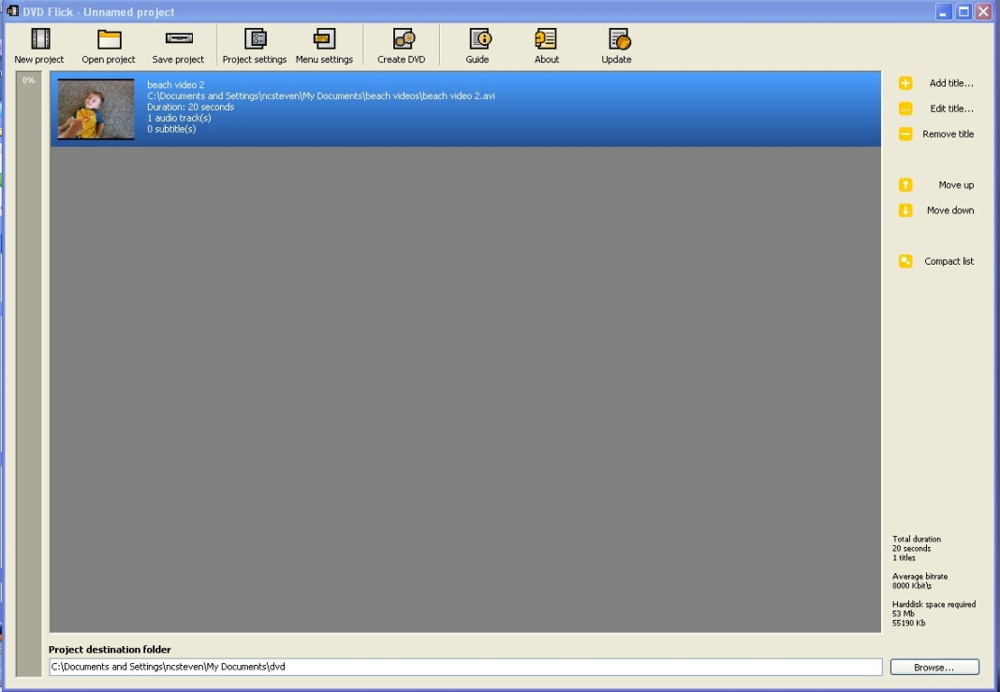 DVD Flick - Unnamed project
New project Open project Save project Project settings Menu settings Create DVD Guide About Update
0%
beach video 2
C:\Documents and Settings\ncsteven\My Documents\beach videos\beach video 2.avi
Duration: 20 seconds
1 audio track(s)
0 subtitle(s)
Add title...
Edit title...
Remove title
Move up
Move down
Compact list
Total duration
20 seconds
1 titles
Average bitrate
8000 Kbit\s
Harddisk space required
53 Mb
55190 Kb
Project destination folder
C:\Documents and Settings\ncsteven\My Documents\dvd
Browse...